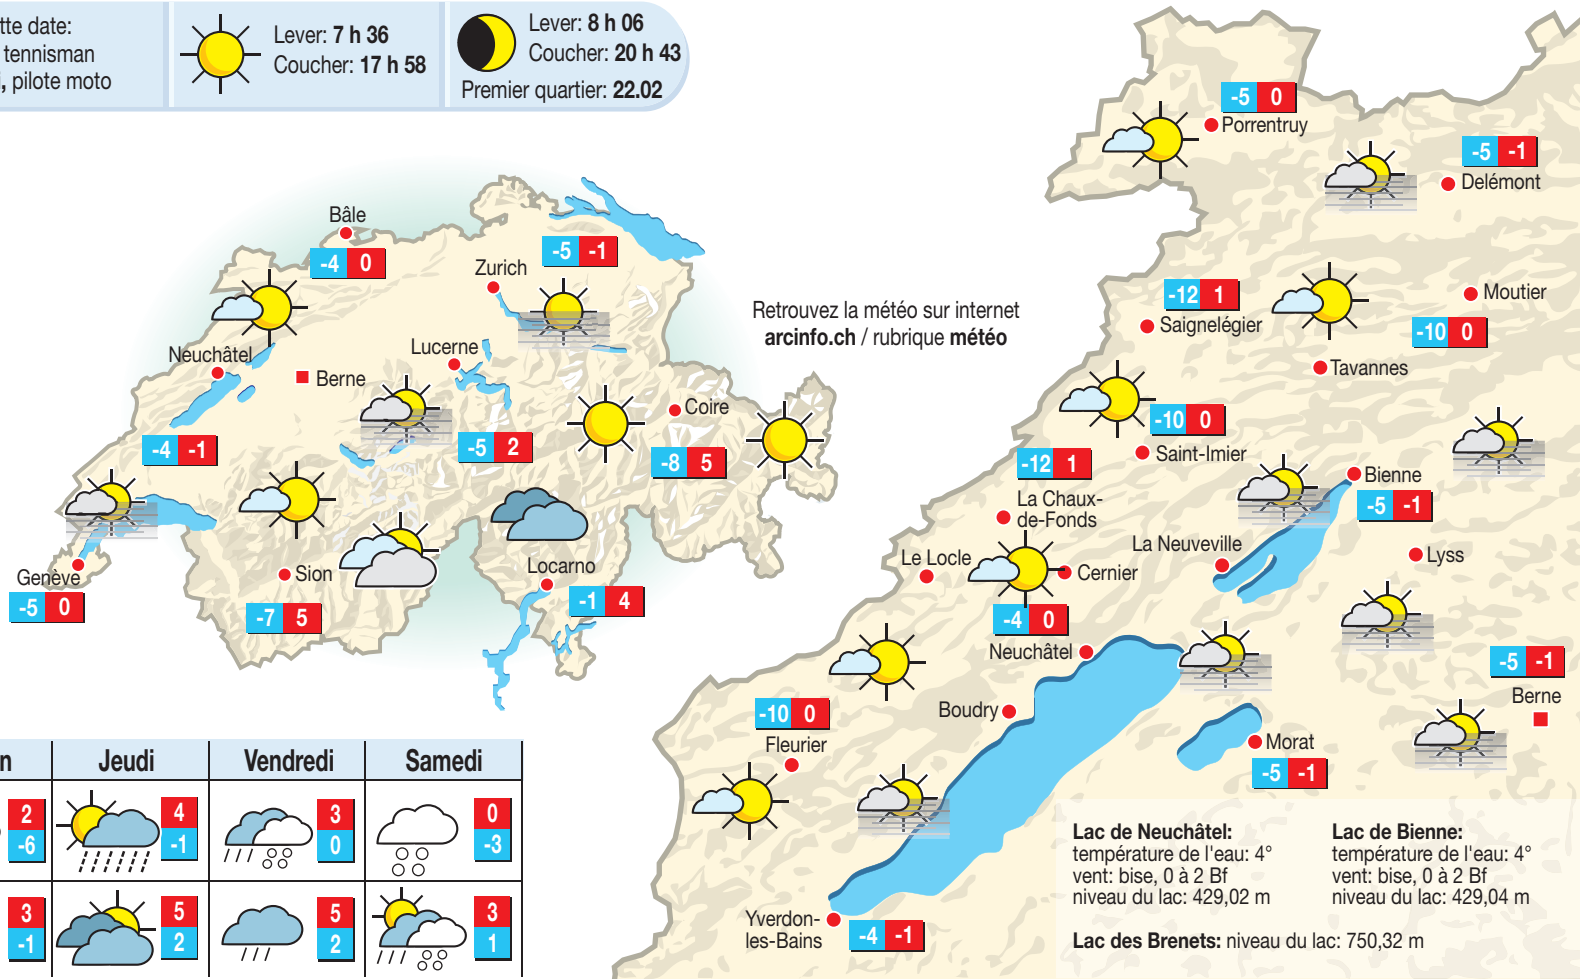 tte date:
tennisman
, pilote moto
Lever: 7 h 36
Coucher: 17 h 58
Lever: 8 h 06
Coucher: 20 h 43
Premier quartier: 22.02
Bâle
-4 0
Zurich
-5 -1
Neuchâtel
Berne
Lucerne
-4 -1
-5 2
Coire
-8 5
Genève
-5 0
Sion
-7 5
Locarno
-1 4
Retrouvez la météo sur internet
arcinfo.ch / rubrique météo
-5 0
Porrentruy
-5 -1
Delémont
-12 1
Saignelégier
Moutier
-10 0
Tavannes
-10 0
Saint-Imier
-12 1
La Chaux-
de-Fonds
Bienne
-5 -1
Le Locle
Cernier
La Neuveville
Lyss
-4 0
Neuchâtel
-5 -1
Berne
Boudry
-10 0
Fleurier
Morat
-5 -1
Yverdon-
les-Bains
-4 -1
n
Jeudi
Vendredi
Samedi
2
-6
4
-1
3
0
0
-3
3
-1
5
2
5
2
3
1
Lac de Neuchâtel:
température de l'eau: 4°
vent: bise, 0 à 2 Bf
niveau du lac: 429,02 m
Lac de Bienne:
température de l'eau: 4°
vent: bise, 0 à 2 Bf
niveau du lac: 429,04 m
Lac des Brenets: niveau du lac: 750,32 m